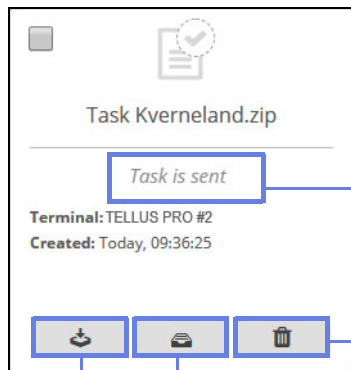 Task Kverneland.zip
Task is sent
Terminal: TELLUS PRO #2
Created: Today, 09:36:25